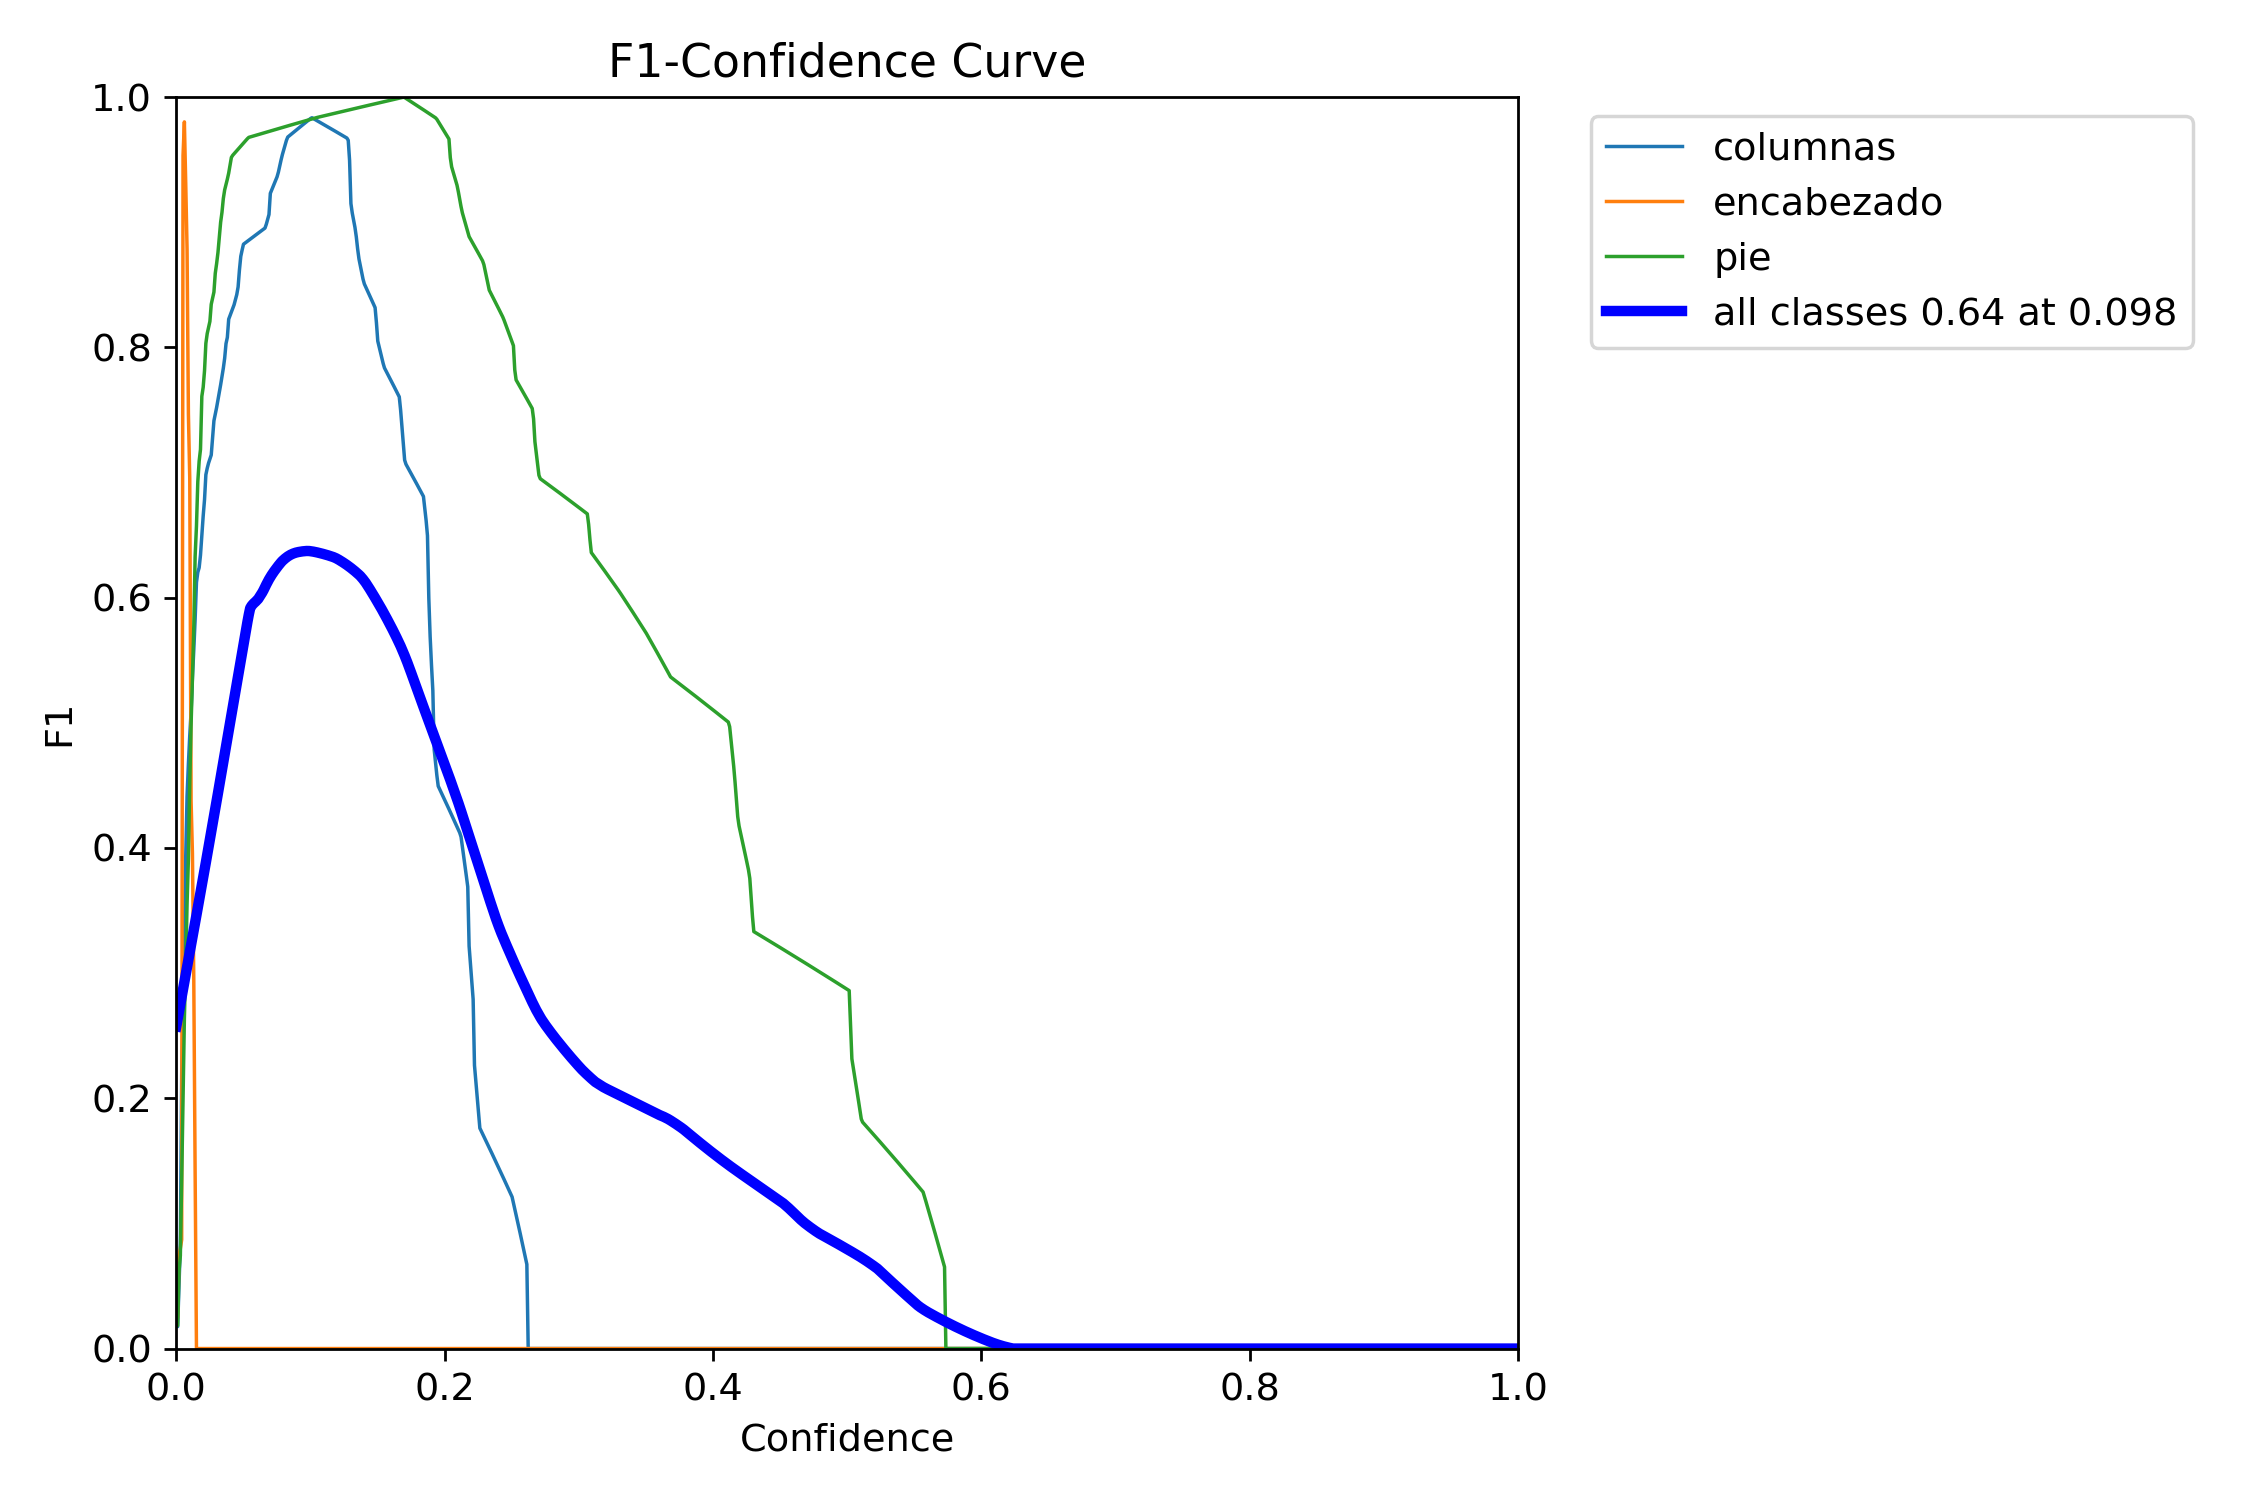 F1-Confidence Curve
1.0
0.8
0.6
0.4
0.2
0.0
F1
0.0 0.2 0.4 0.6 0.8 1.0
Confidence
columnas
encabezado
pie
all classes 0.64 at 0.098